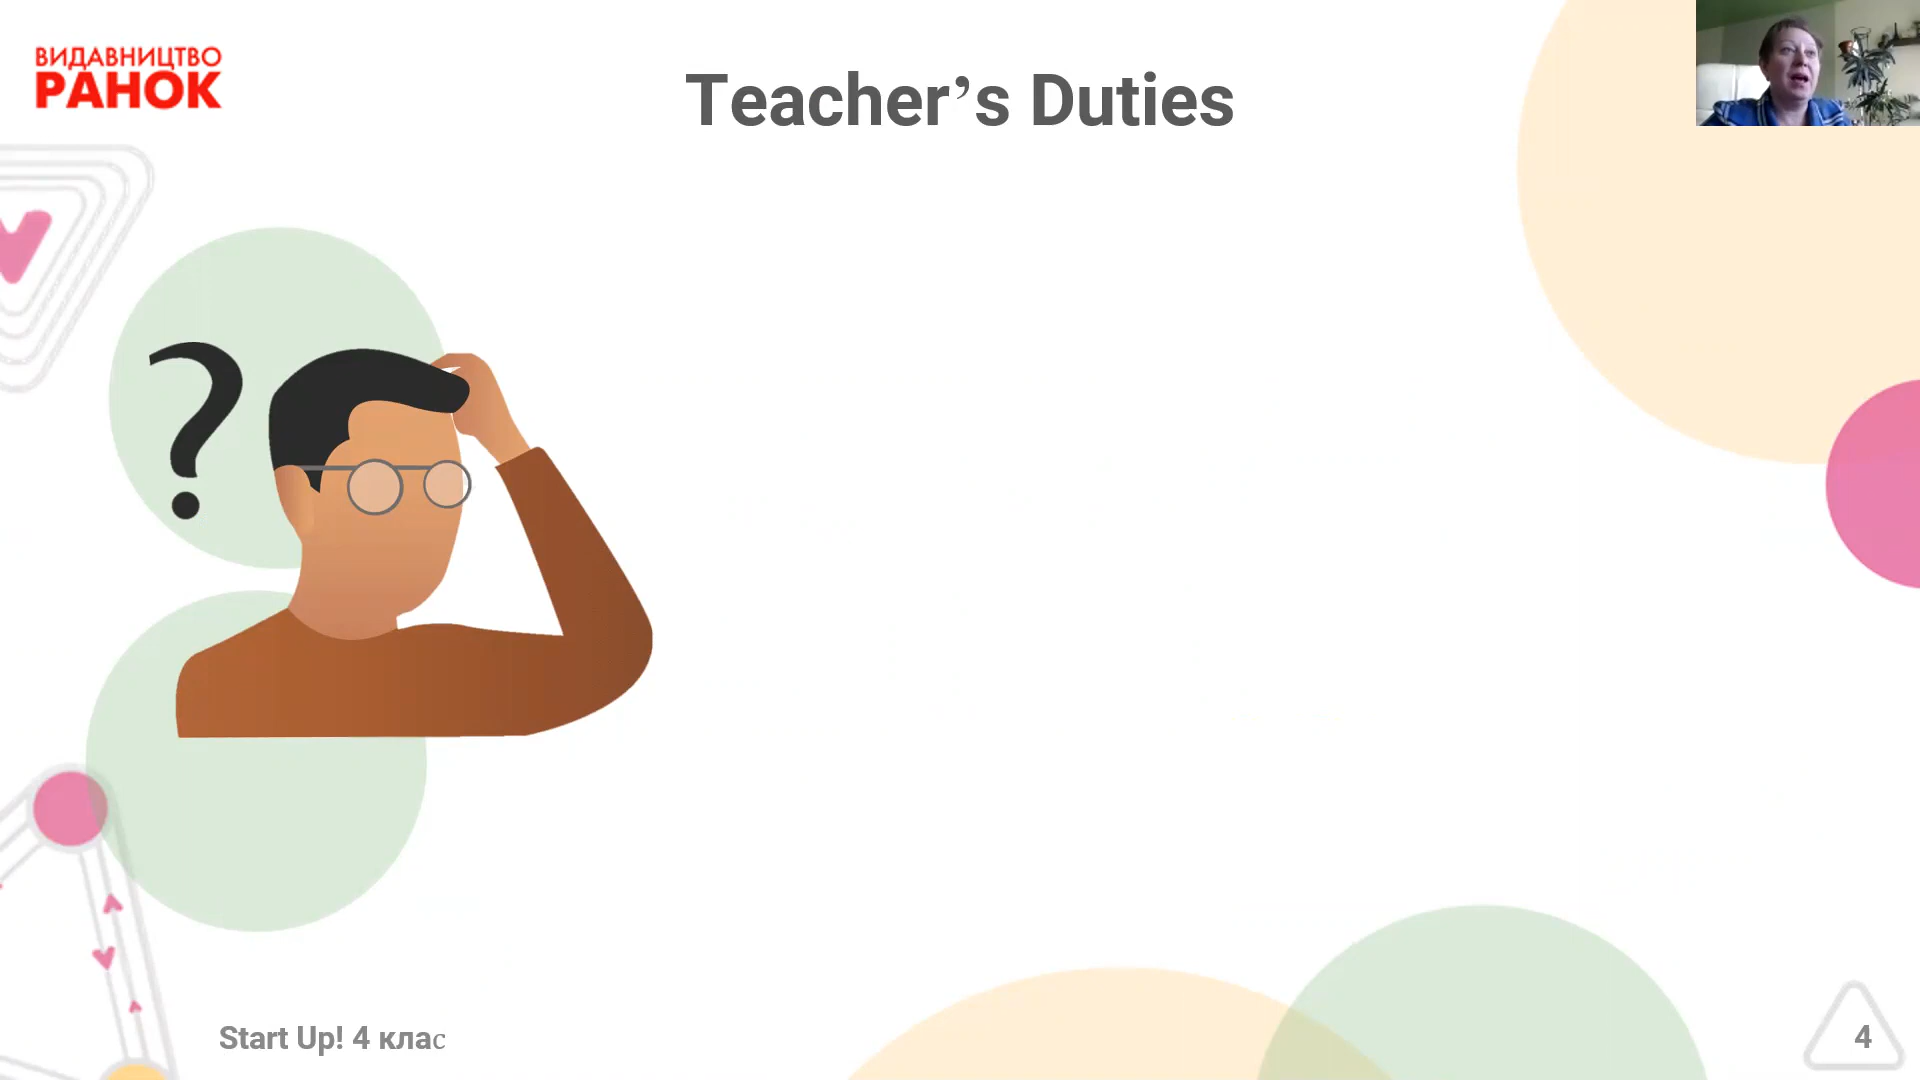 ВИДАВНИЦТВО
РАНОК
Teacher’s Duties
?
Start Up! 4 клас
4